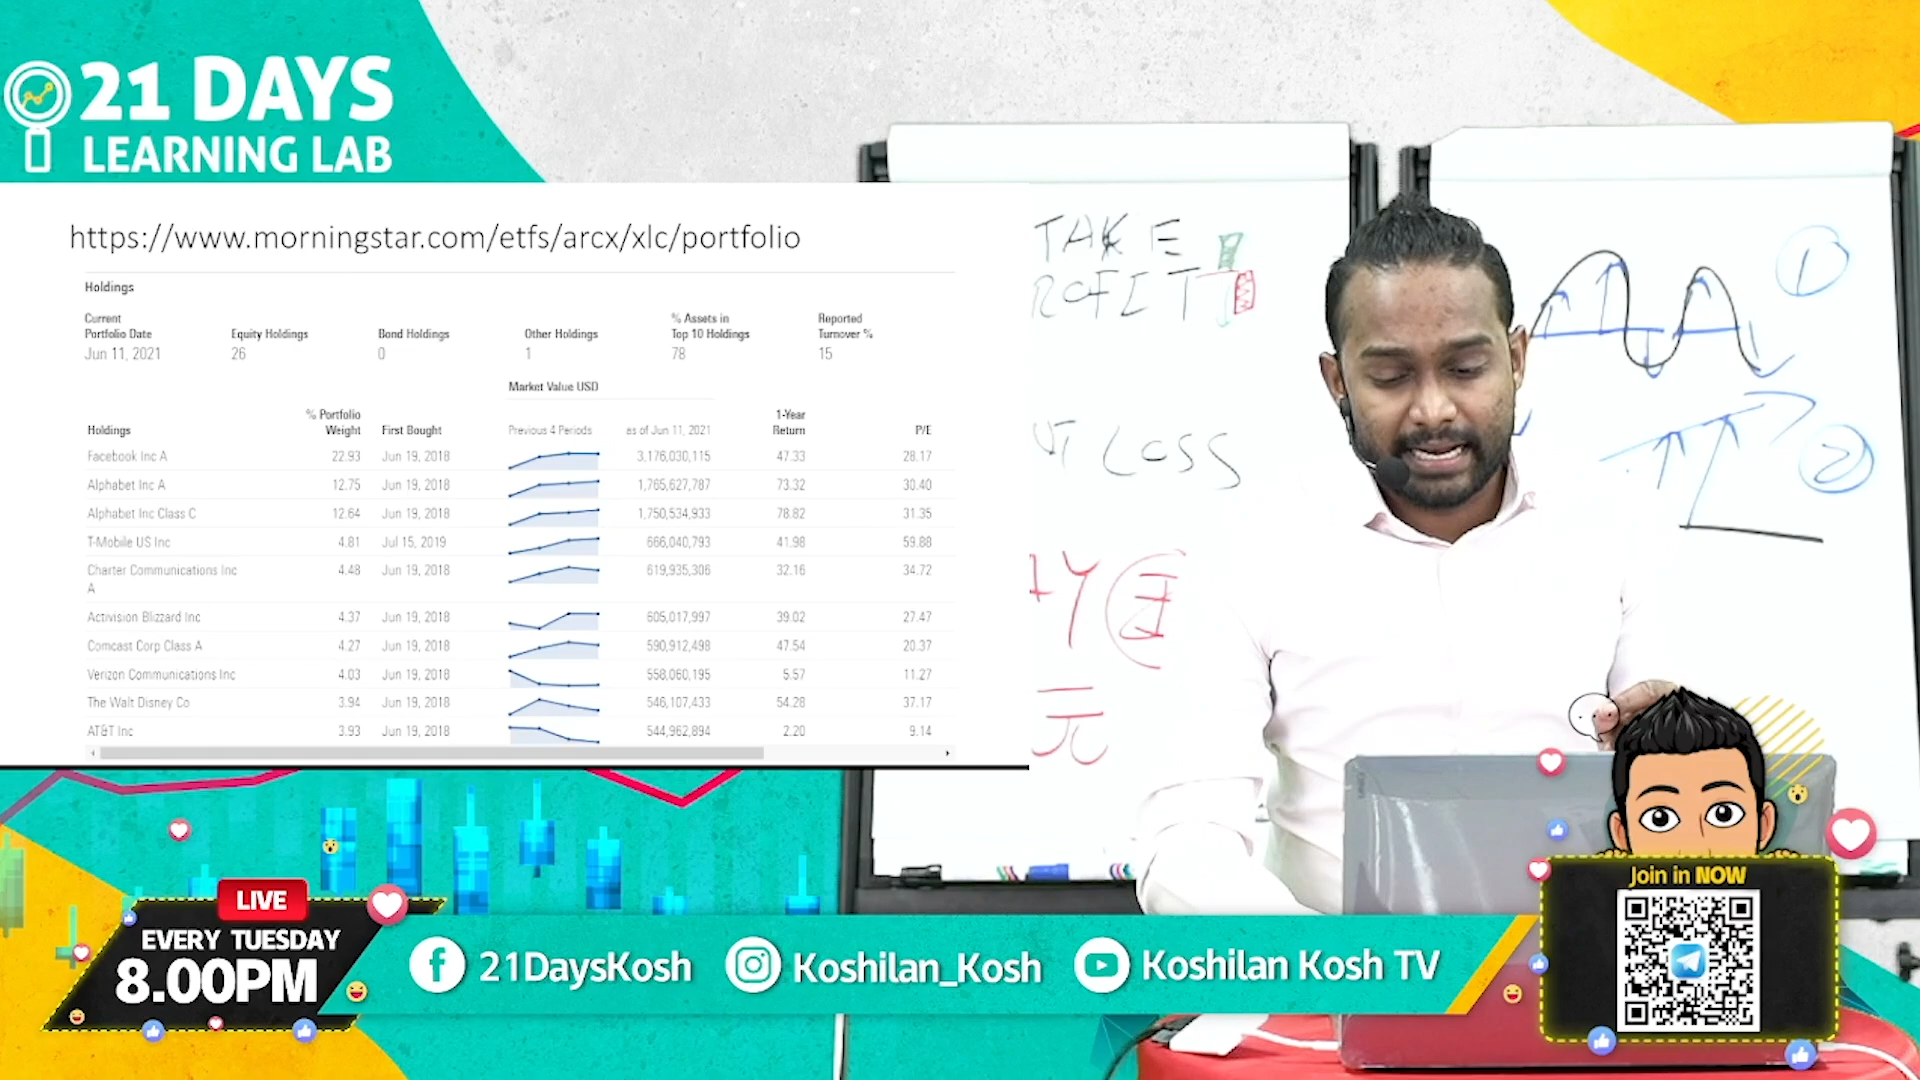 21 DAYS
LEARNING LAB
https://www.morningstar.com/etfs/arcx/xlc/portfolio
Holdings
Current Portfolio Date Equity Holdings Bond Holdings Other Holdings % Assets in Top 10 Holdings Reported Turnover %
Jun 11, 2021 26 0 1 78 15
Market Value USD
Holdings % Portfolio Weight First Bought Previous 4 Periods as of Jun 11, 2021 1-Year Return P/E
Facebook Inc A 22.93 Jun 19, 2018 3,176,030,115 47.33 28.17
Alphabet Inc A 12.75 Jun 19, 2018 1,765,627,787 73.32 30.40
Alphabet Inc Class C 12.64 Jun 19, 2018 1,750,534,933 78.82 31.35
T-Mobile US Inc 4.81 Jul 15, 2019 666,040,793 41.98 59.88
Charter Communications Inc A 4.48 Jun 19, 2018 619,935,306 32.16 34.72
Activision Blizzard Inc 4.37 Jun 19, 2018 605,017,997 39.02 27.47
Comcast Corp Class A 4.27 Jun 19, 2018 590,912,498 47.54 20.37
Verizon Communications Inc 4.03 Jun 19, 2018 558,060,195 5.57 11.27
The Walt Disney Co 3.94 Jun 19, 2018 546,107,433 54.28 37.17
AT&T Inc 3.93 Jun 19, 2018 544,962,894 2.20 9.14
TAKE
ROFIT
LOSS
1
2
LIVE
EVERY TUESDAY
8.00PM
21DaysKosh
Koshilan_Kosh
Koshilan Kosh TV
Join in NOW